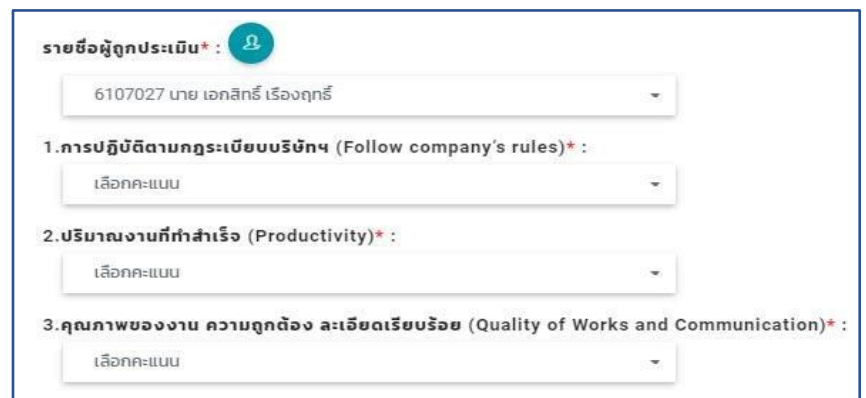 รายชื่อผู้ถูกประเมิน* :
6107027 นาย เอกสิทธิ์ เรืองฤทธิ์
1.การปฏิบัติตามกฎระเบียบบริษัทฯ (Follow company's rules)* :
เลือกคะแนน
2.ปริมาณงานที่ทำสำเร็จ (Productivity)* :
เลือกคะแนน
3.คุณภาพของงาน ความถูกต้อง ละเอียดเรียบร้อย (Quality of Works and Communication)* :
เลือกคะแนน